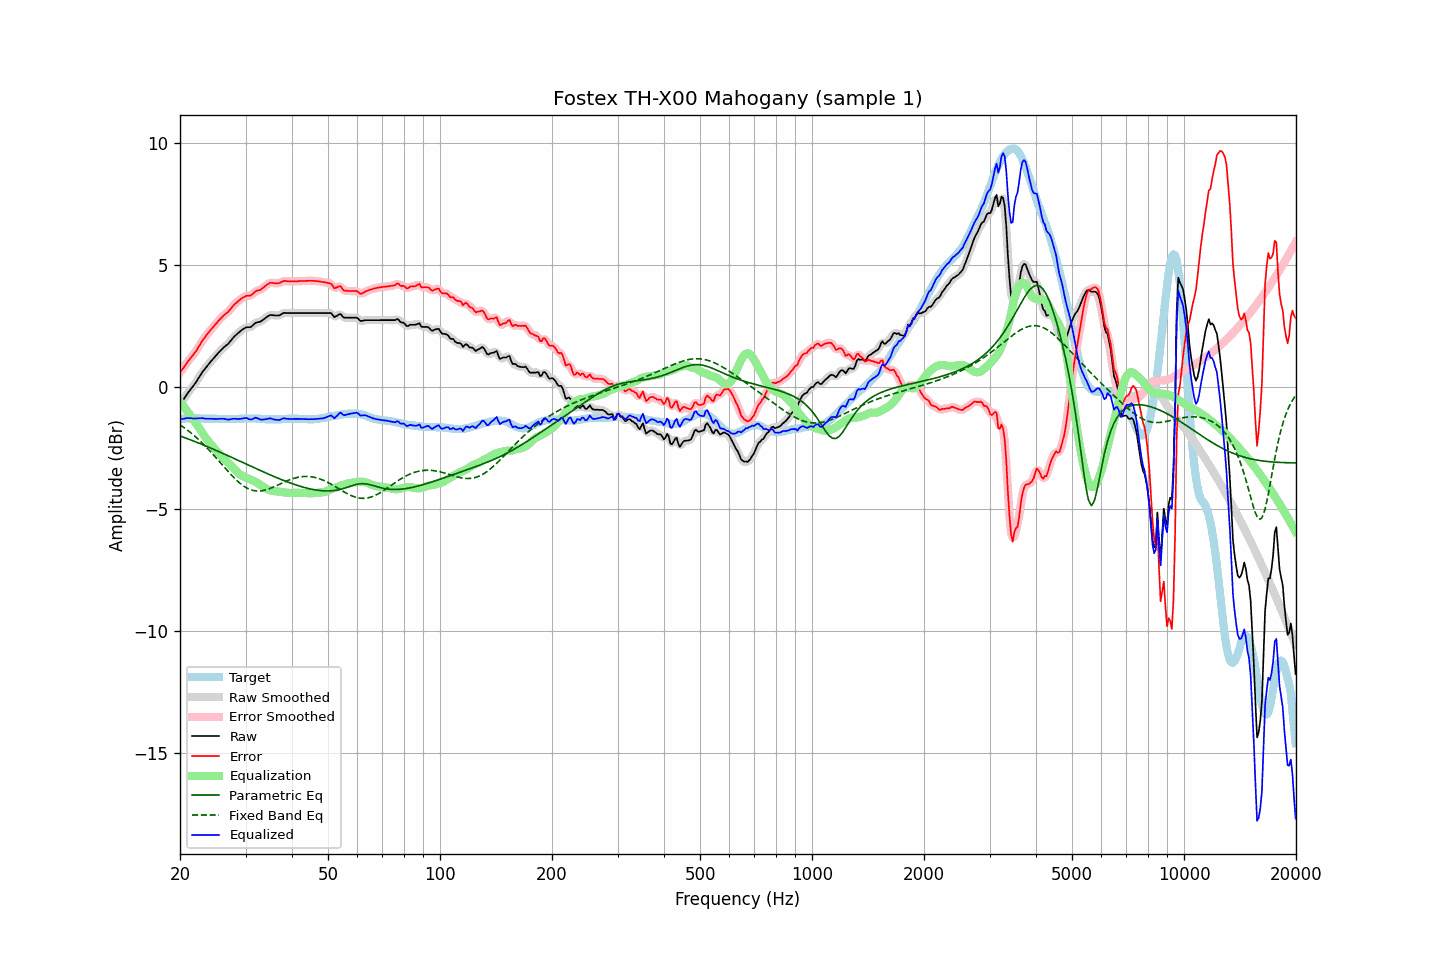 Fostex TH-X00 Mahogany (sample 1)
10
5
0
−5
−10
−15
Amplitude (dBr)
Target
Raw Smoothed
Error Smoothed
Raw
Error
Equalization
Parametric Eq
Fixed Band Eq
Equalized
20 50 100 200 500 1000 2000 5000 10000 20000
Frequency (Hz)